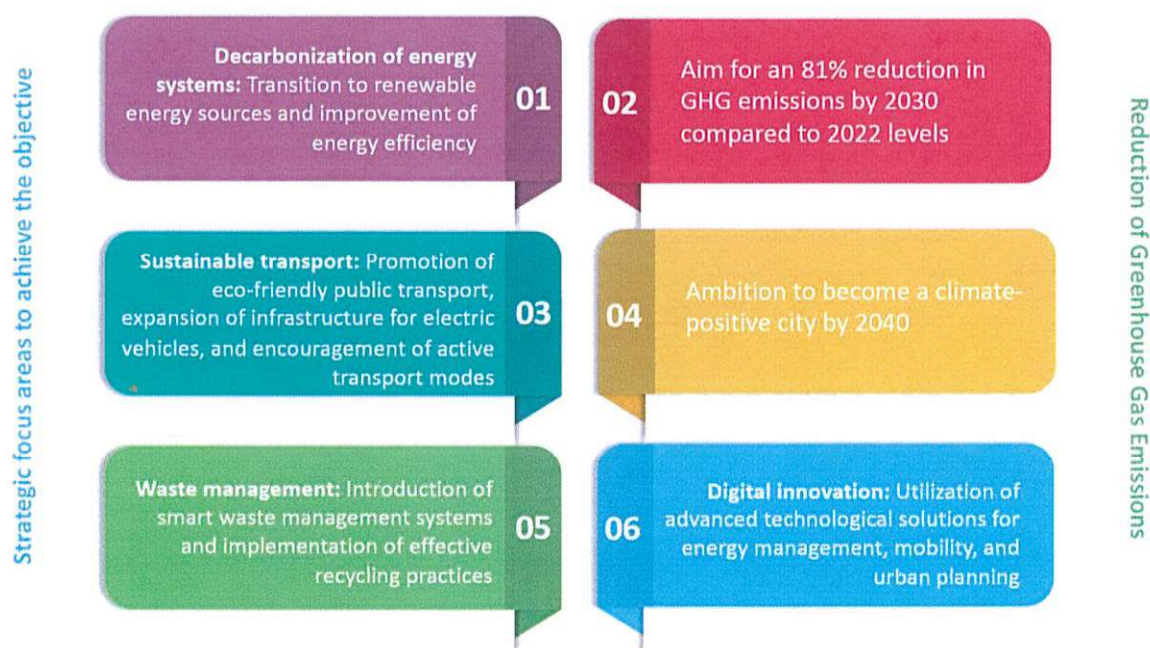 Strategic focus areas to achieve the objective
Decarbonization of energy
systems: Transition to renewable
energy sources and improvement of
energy efficiency
01
02
Aim for an 81% reduction in
GHG emissions by 2030
compared to 2022 levels
Sustainable transport: Promotion of
eco-friendly public transport,
expansion of infrastructure for electric
vehicles, and encouragement of active
transport modes
03
04
Ambition to become a climate-
positive city by 2040
Waste management: Introduction of
smart waste management systems
and implementation of effective
recycling practices
05
06
Digital innovation: Utilization of
advanced technological solutions for
energy management, mobility, and
urban planning
Reduction of Greenhouse Gas Emissions